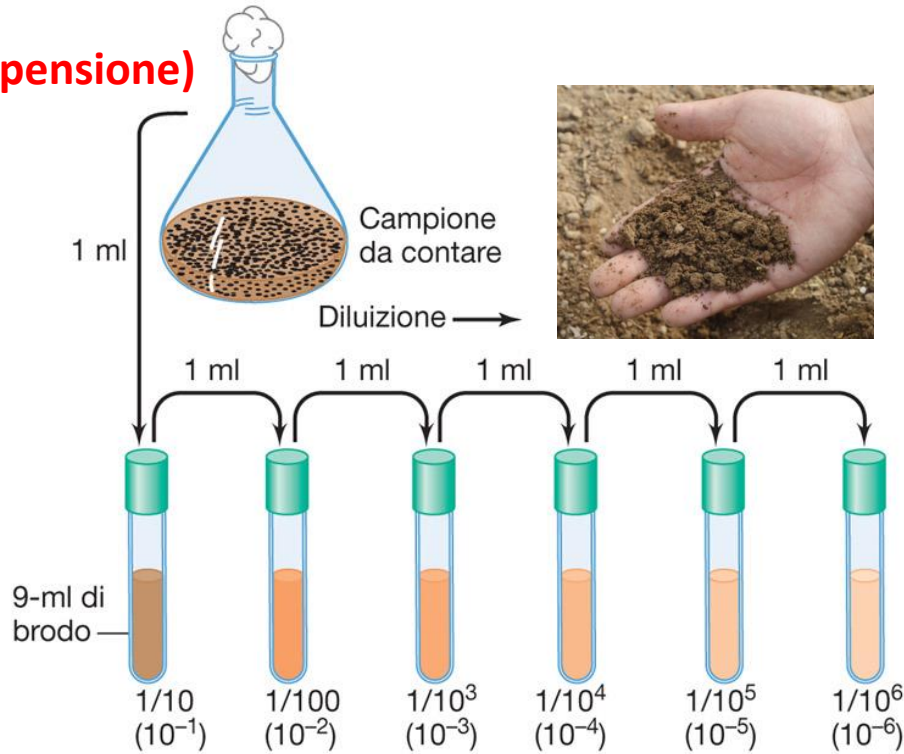 pensione)
Campione
da contare
1 ml
Diluizione
1 ml 1 ml 1 ml 1 ml 1 ml
9-ml di
brodo
1/10 1/100 1/10³ 1/10⁴ 1/10⁵ 1/10⁶
(10⁻¹) (10⁻²) (10⁻³) (10⁻⁴) (10⁻⁵) (10⁻⁶)